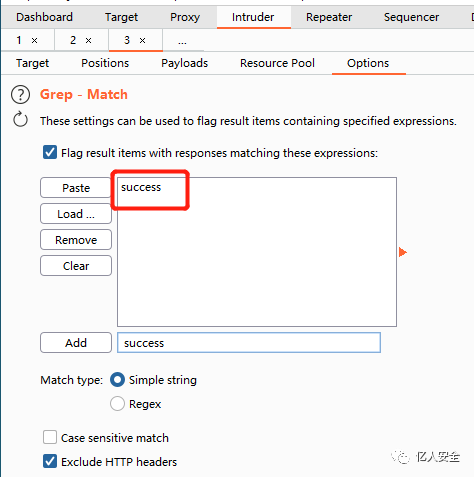 Dashboard Target Proxy Intruder Repeater Sequencer
1 × 2 × 3 × ...
Target Positions Payloads Resource Pool Options
? Grep - Match
These settings can be used to flag result items containing specified expressions.
Flag result items with responses matching these expressions:
Paste success
Load ...
Remove
Clear
Add success
Match type: Simple string
Regex
Case sensitive match
Exclude HTTP headers
亿人安全